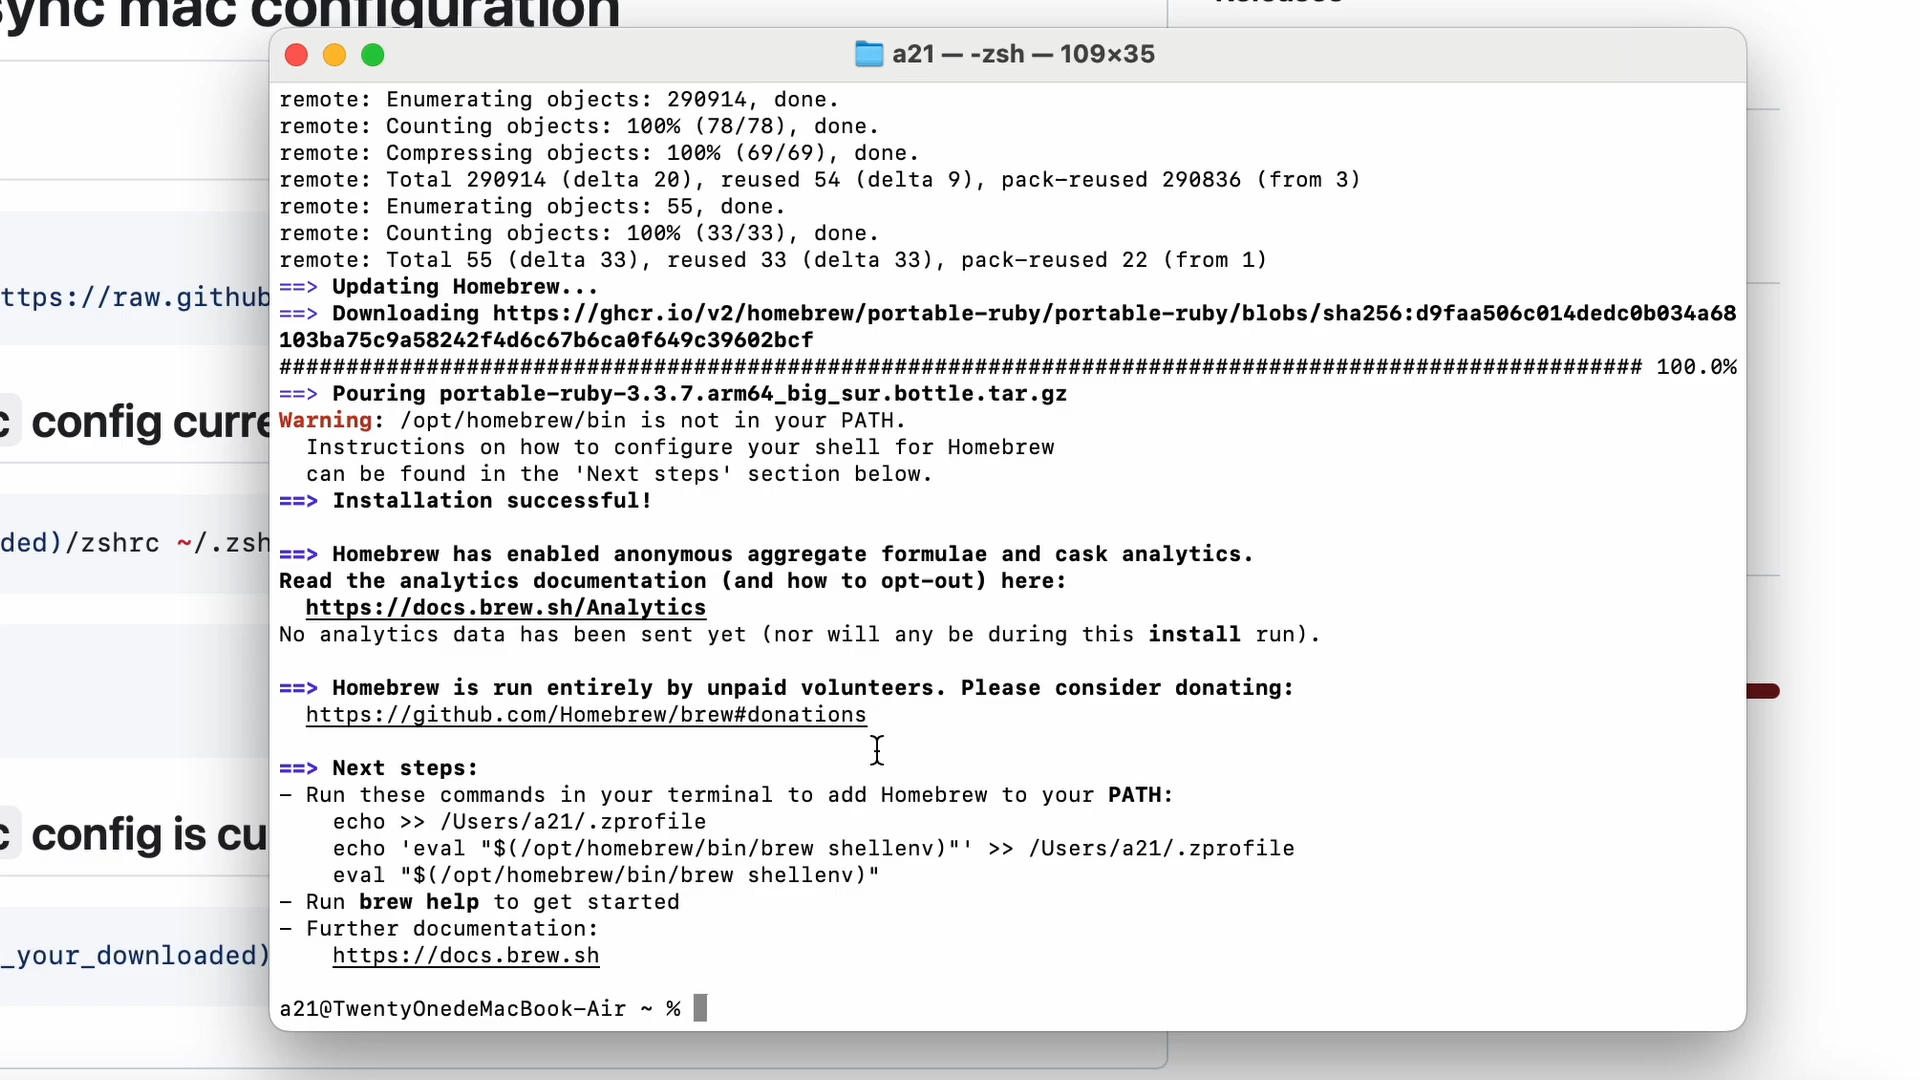 sync mac configuration
a21 — -zsh — 109×35
remote: Enumerating objects: 290914, done.
remote: Counting objects: 100% (78/78), done.
remote: Compressing objects: 100% (69/69), done.
remote: Total 290914 (delta 20), reused 54 (delta 9), pack-reused 290836 (from 3)
remote: Enumerating objects: 55, done.
remote: Counting objects: 100% (33/33), done.
remote: Total 55 (delta 33), reused 33 (delta 33), pack-reused 22 (from 1)
==> Updating Homebrew...
==> Downloading https://ghcr.io/v2/homebrew/portable-ruby/portable-ruby/blobs/sha256:d9faa506c014dedc0b034a68
103ba75c9a58242f4d6c67b6ca0f649c39602bcf
###################################################################################################### 100.0%
==> Pouring portable-ruby-3.3.7.arm64_big_sur.bottle.tar.gz
Warning: /opt/homebrew/bin is not in your PATH.
Instructions on how to configure your shell for Homebrew
can be found in the 'Next steps' section below.
==> Installation successful!
==> Homebrew has enabled anonymous aggregate formulae and cask analytics.
Read the analytics documentation (and how to opt-out) here:
https://docs.brew.sh/Analytics
No analytics data has been sent yet (nor will any be during this install run).
==> Homebrew is run entirely by unpaid volunteers. Please consider donating:
https://github.com/Homebrew/brew#donations
==> Next steps:
- Run these commands in your terminal to add Homebrew to your PATH:
echo >> /Users/a21/.zprofile
echo 'eval "$(/opt/homebrew/bin/brew shellenv)"' >> /Users/a21/.zprofile
eval "$(/opt/homebrew/bin/brew shellenv)"
- Run brew help to get started
- Further documentation:
https://docs.brew.sh
a21@TwentyOnedeMacBook-Air ~ %
ttps://raw.github
c config curre
ded)/zshrc ~/.zsh
c config is cu
_your_downloaded)